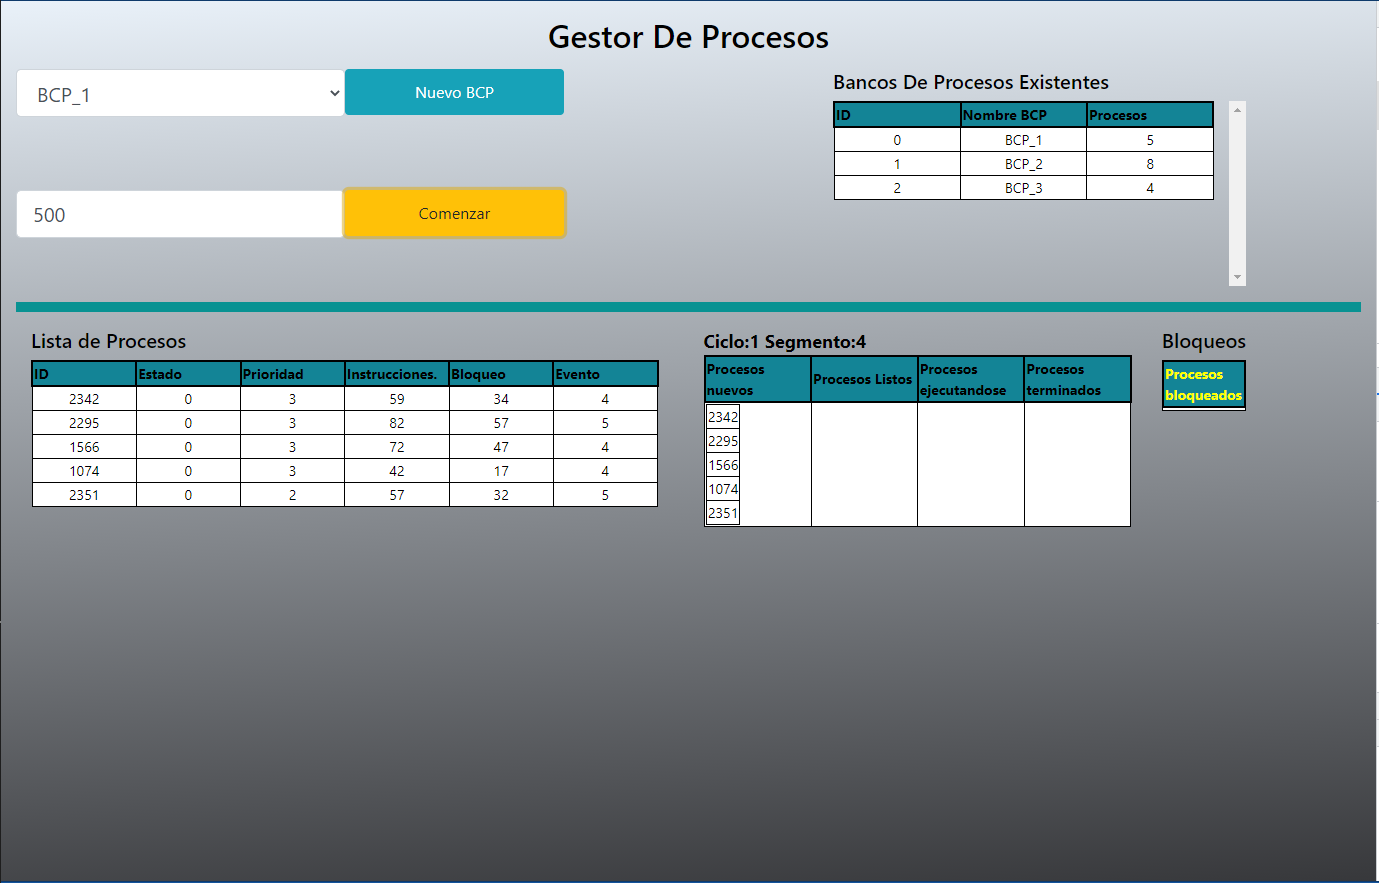 Gestor De Procesos
BCP_1
Nuevo BCP
500
Comenzar
Bancos De Procesos Existentes
ID Nombre BCP Procesos
0 BCP_1 5
1 BCP_2 8
2 BCP_3 4
Lista de Procesos
ID Estado Prioridad Instrucciones. Bloqueo Evento
2342 0 3 59 34 4
2295 0 3 82 57 5
1566 0 3 72 47 4
1074 0 3 42 17 4
2351 0 2 57 32 5
Ciclo:1 Segmento:4
Procesos nuevos Procesos Listos Procesos ejecutandose Procesos terminados
2342
2295
1566
1074
2351
Bloqueos
Procesos
bloqueados